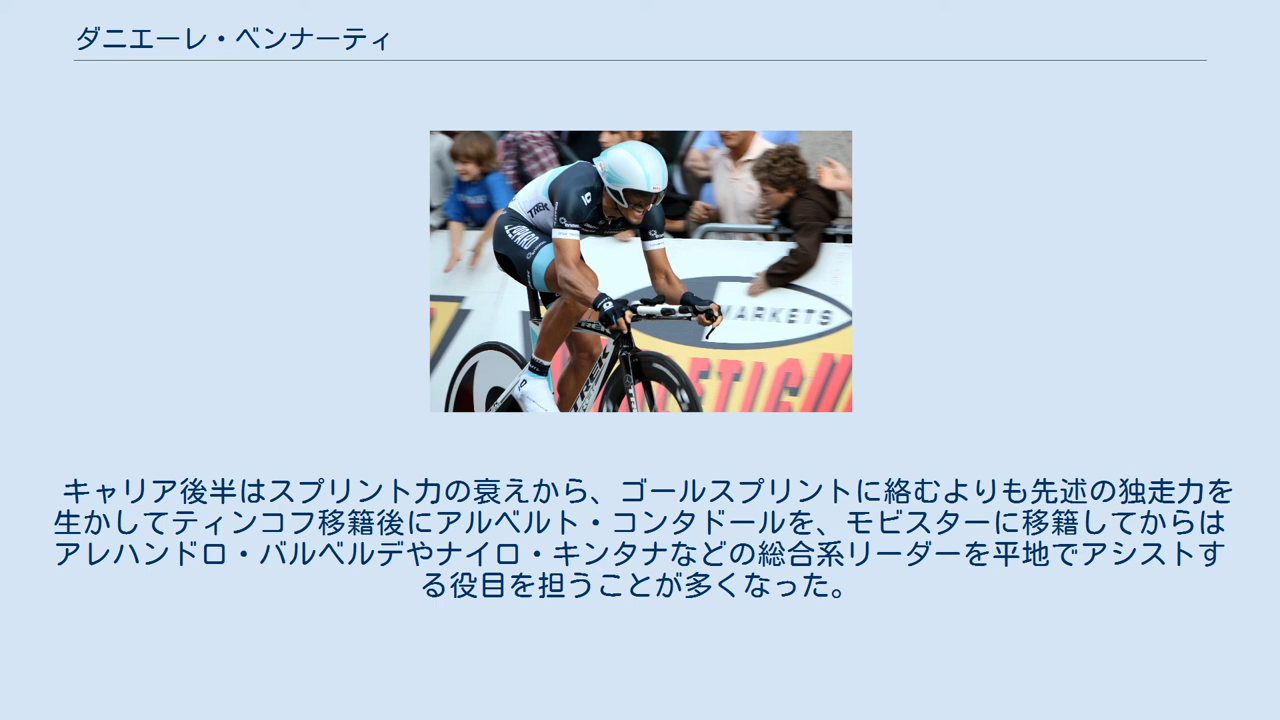 ダニエーレ・ベンナーティ
TREK
LEOPARD
MARKETS
TREK
キャリア後半はスプリント力の衰えから、ゴールスプリントに絡むよりも先述の独走力を
生かしてティンコフ移籍後にアルベルト・コンタドールを、モビスターに移籍してからは
アレハンドロ・バルベルデやナイロ・キンタナなどの総合系リーダーを平地でアシストす
る役目を担うことが多くなった。